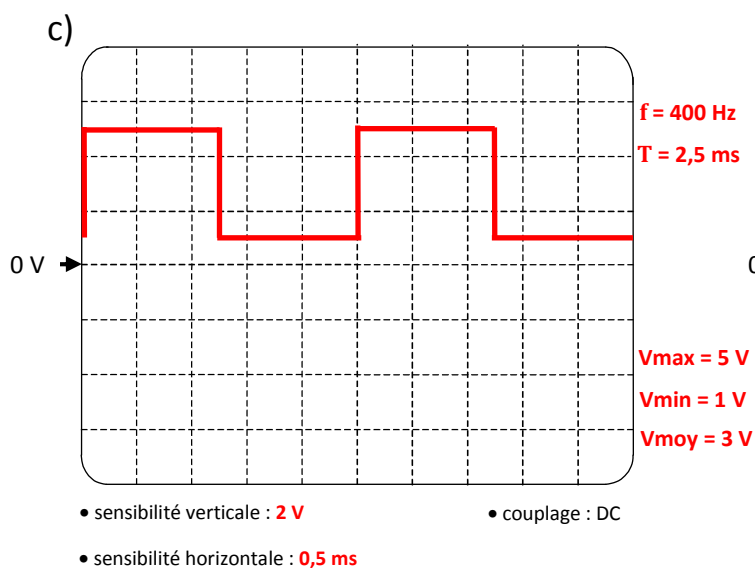 c)
f = 400 Hz
T = 2,5 ms
0 V
0
Vmax = 5 V
Vmin = 1 V
Vmoy = 3 V
• sensibilité verticale : 2 V
• couplage : DC
• sensibilité horizontale : 0,5 ms